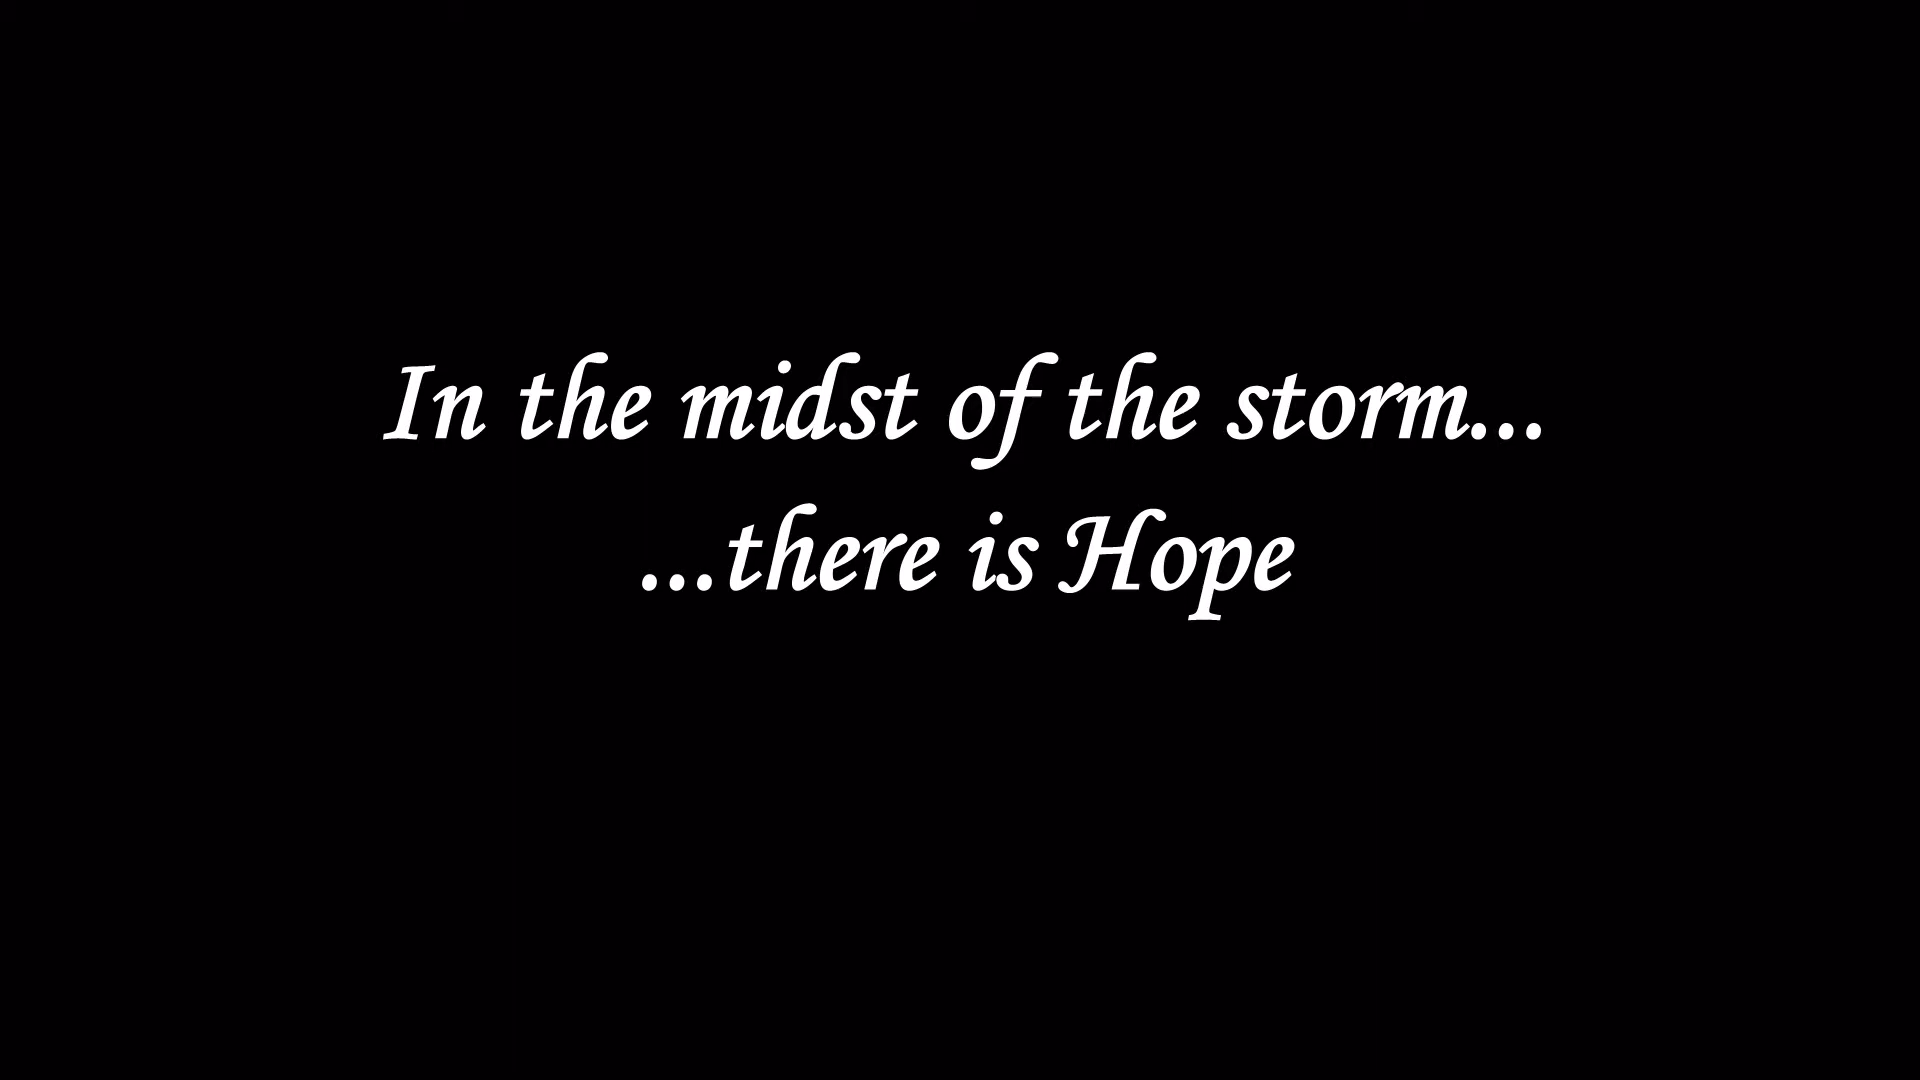 In the midst of the storm...
...there is Hope